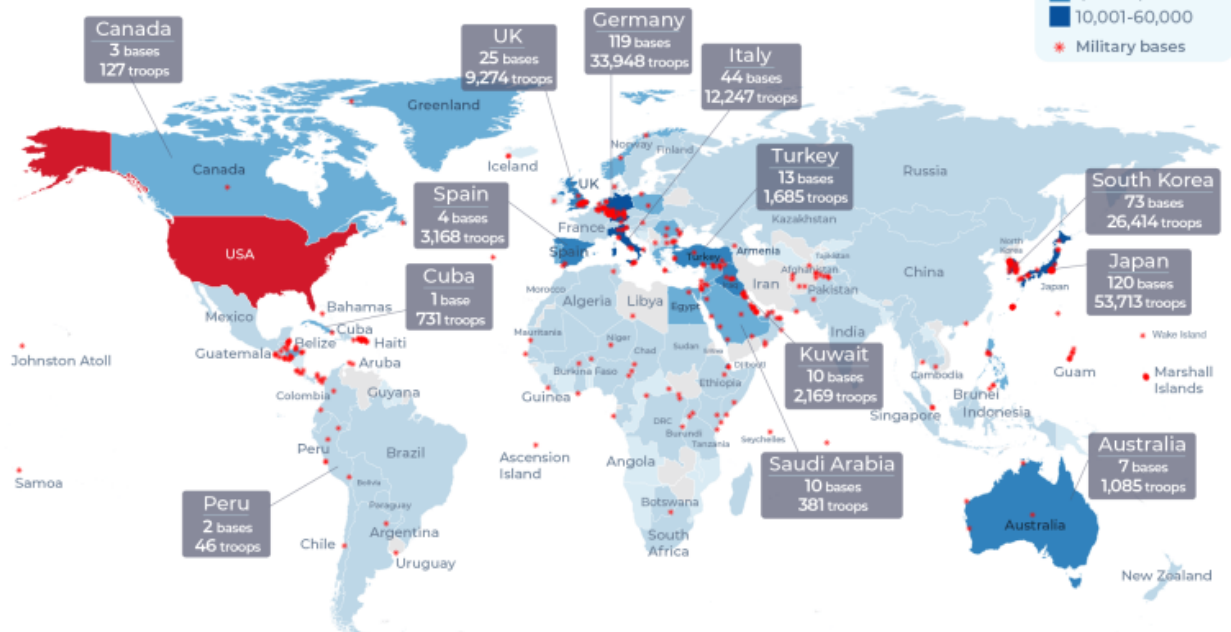 10,001-60,000
Military bases
Canada
3 bases
127 troops
UK
25 bases
9,274 troops
Germany
119 bases
33,948 troops
Italy
44 bases
12,247 troops
Greenland
Norway
Finland
Iceland
Canada
Russia
Turkey
13 bases
1,685 troops
South Korea
73 bases
26,414 troops
UK
Spain
4 bases
3,168 troops
France
Kazakhstan
USA
Spain
Turkey
Armenia
North
Korea
Japan
120 bases
53,713 troops
Tajikistan
Afghanistan
China
Japan
Cuba
1 base
731 troops
Morocco
Algeria
Libya
Egypt
Iraq
Iran
Pakistan
Bahamas
Mexico
Cuba
Haiti
Belize
Guatemala
Aruba
Mauritania
Niger
Chad
Sudan
Eritrea
Djibouti
India
Wake Island
Johnston Atoll
Kuwait
10 bases
2,169 troops
Burkina Faso
Ethiopia
Guinea
Cambodia
Guam
Marshall
Islands
Colombia
Guyana
Brunei
Singapore
Indonesia
DRC
Burundi
Tanzania
Seychelles
Peru
Brazil
Ascension
Island
Angola
Saudi Arabia
10 bases
381 troops
Australia
7 bases
1,085 troops
Samoa
Bolivia
Peru
2 bases
46 troops
Paraguay
Argentina
Chile
Uruguay
Botswana
South
Africa
Australia
New Zealand